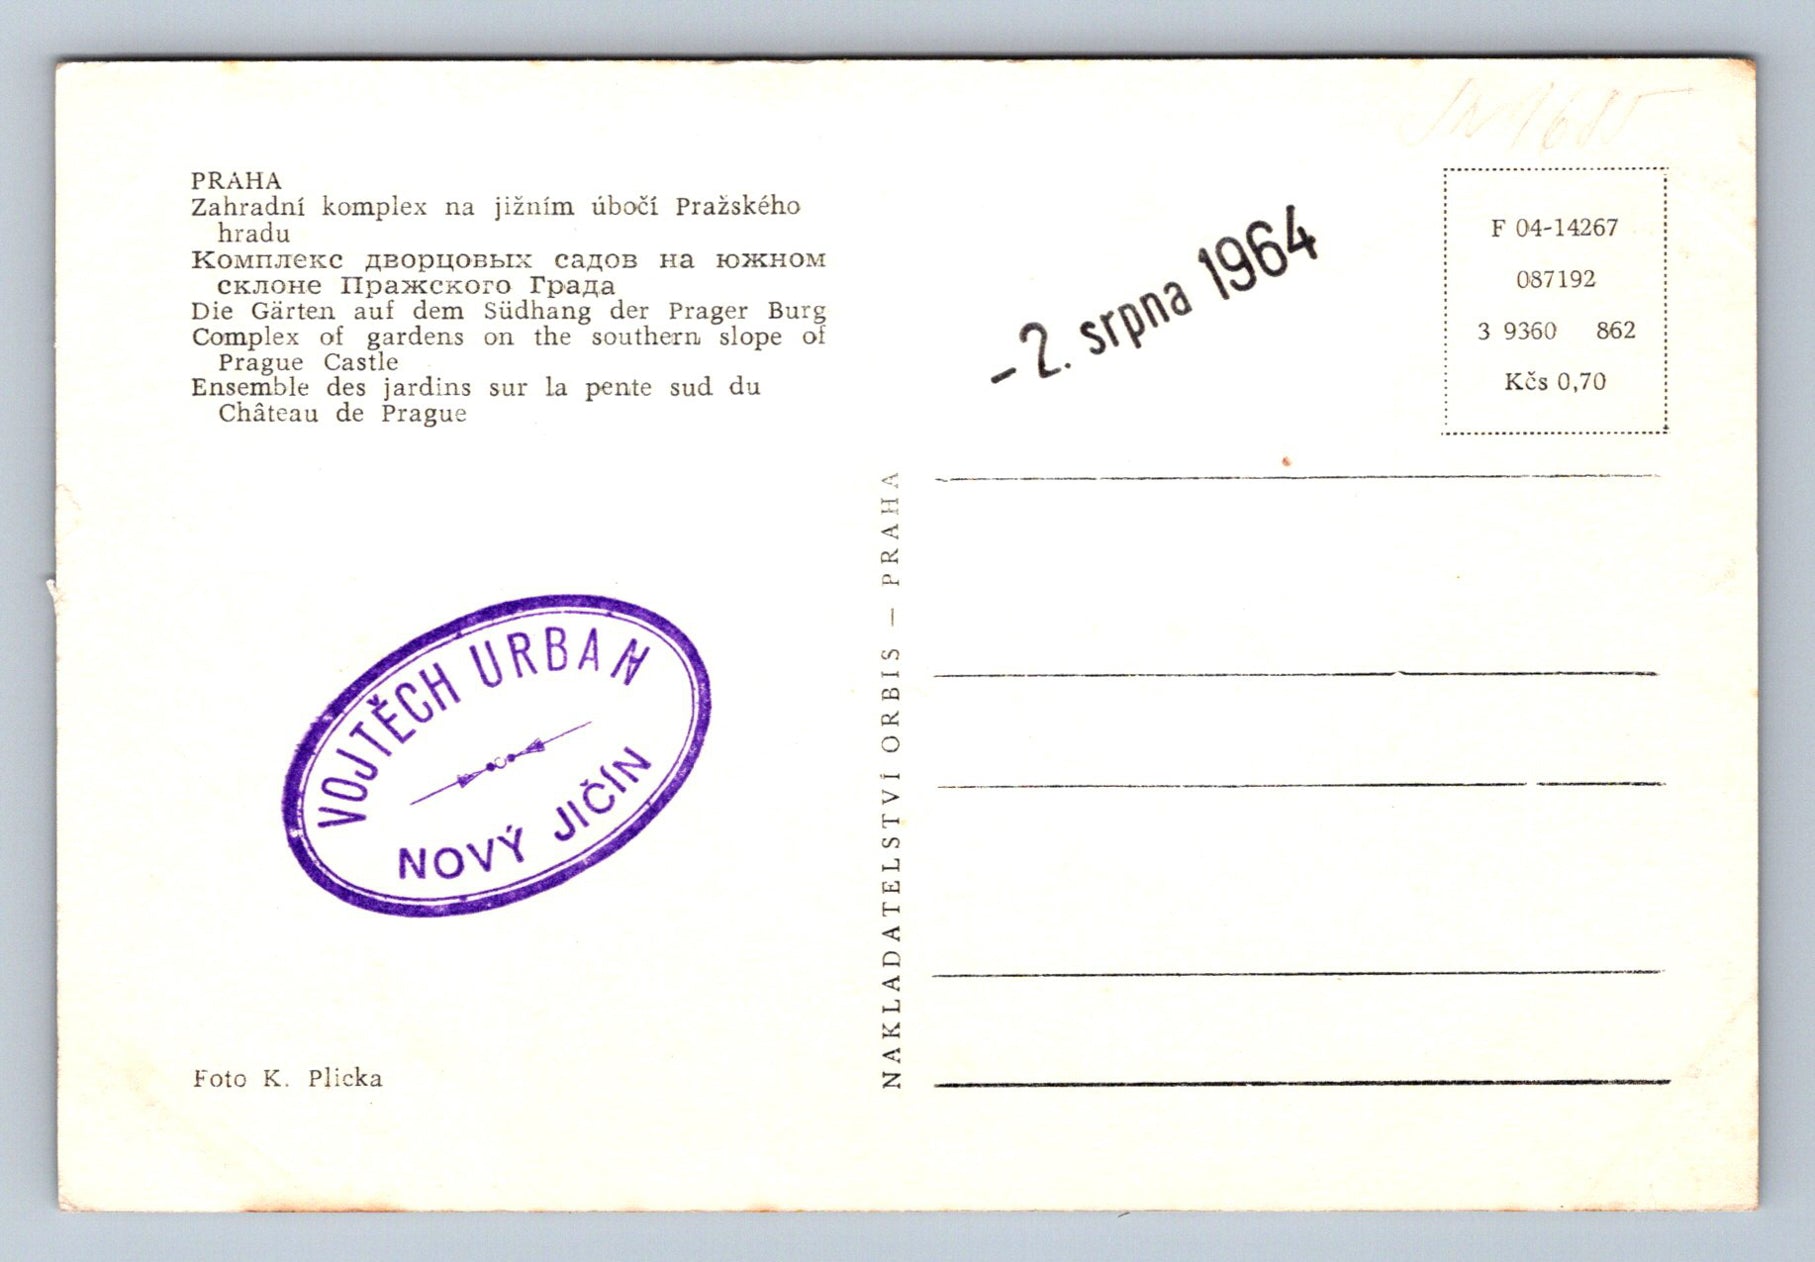 PRAHA
Zahradní komplex na jižním úbočí Pražského
hradu
Комплекс дворцовых садов на южном
склоне Пражского Града
Die Gärten auf dem Südhang der Prager Burg
Complex of gardens on the southern slope of
Prague Castle
Ensemble des jardins sur la pente sud du
Château de Prague
VOJTĚCH URBAN
NOVÝ JIČÍN
Foto K. Plicka
NAKLADATELSTVÍ ORBIS — PRAHA
-2. srpna 1964
F 04-14267
087192
3 9360 862
Kčs 0,70